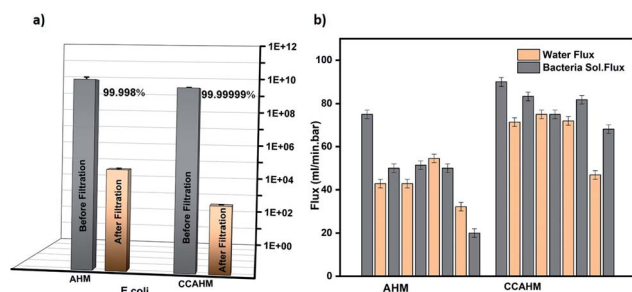 a)
1E+12
1E+10
1E+08
1E+06
1E+04
1E+02
1E+00
99.998%
99.99999%
Before Filtration
After Filtration
Before Filtration
After Filtration
AHM
CCAHM
E.coli
b)
Water Flux
Bacteria Sol.Flux
Flux (ml/min.bar)
100
80
60
40
20
0
AHM
CCAHM